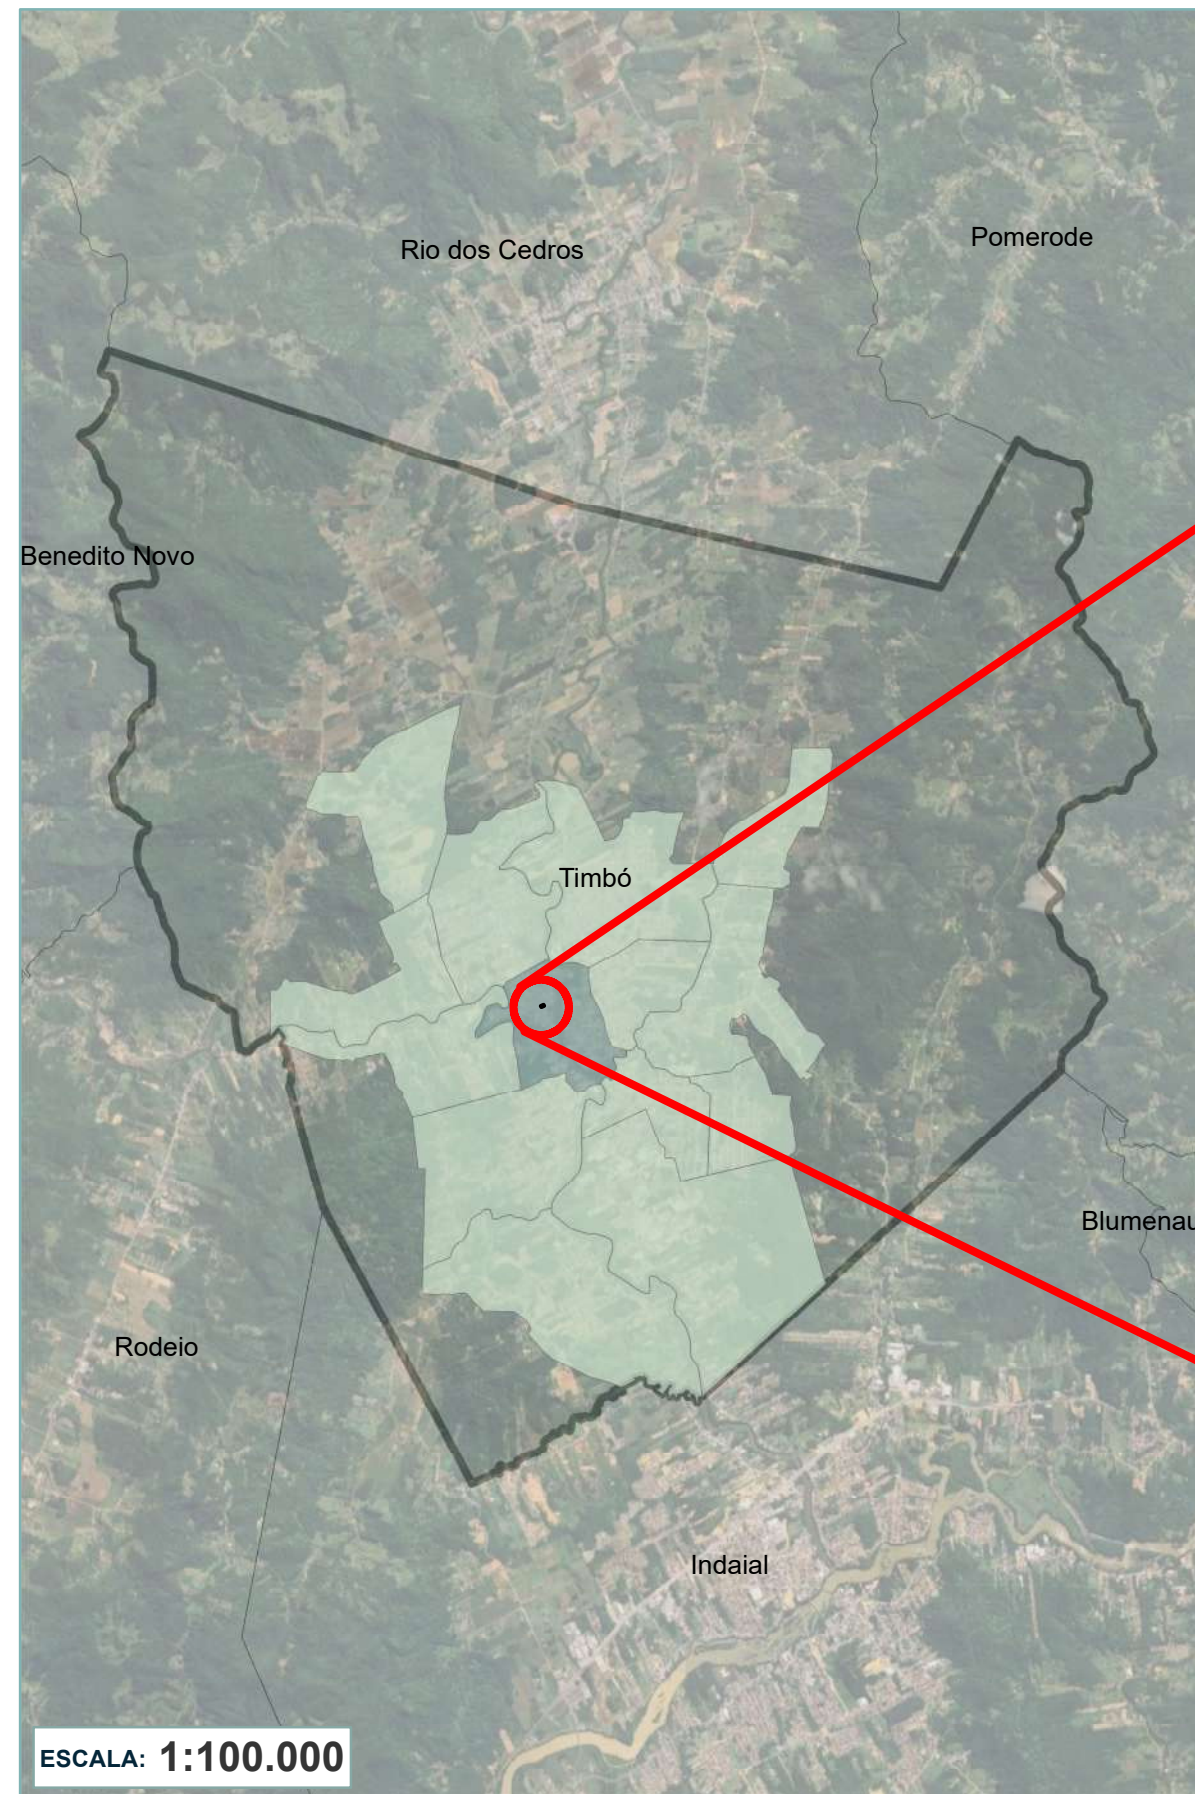 Pomerode
Rio dos Cedros
Benedito Novo
Timbó
Blumenau
Rodeio
Indaial
ESCALA: 1:100.000